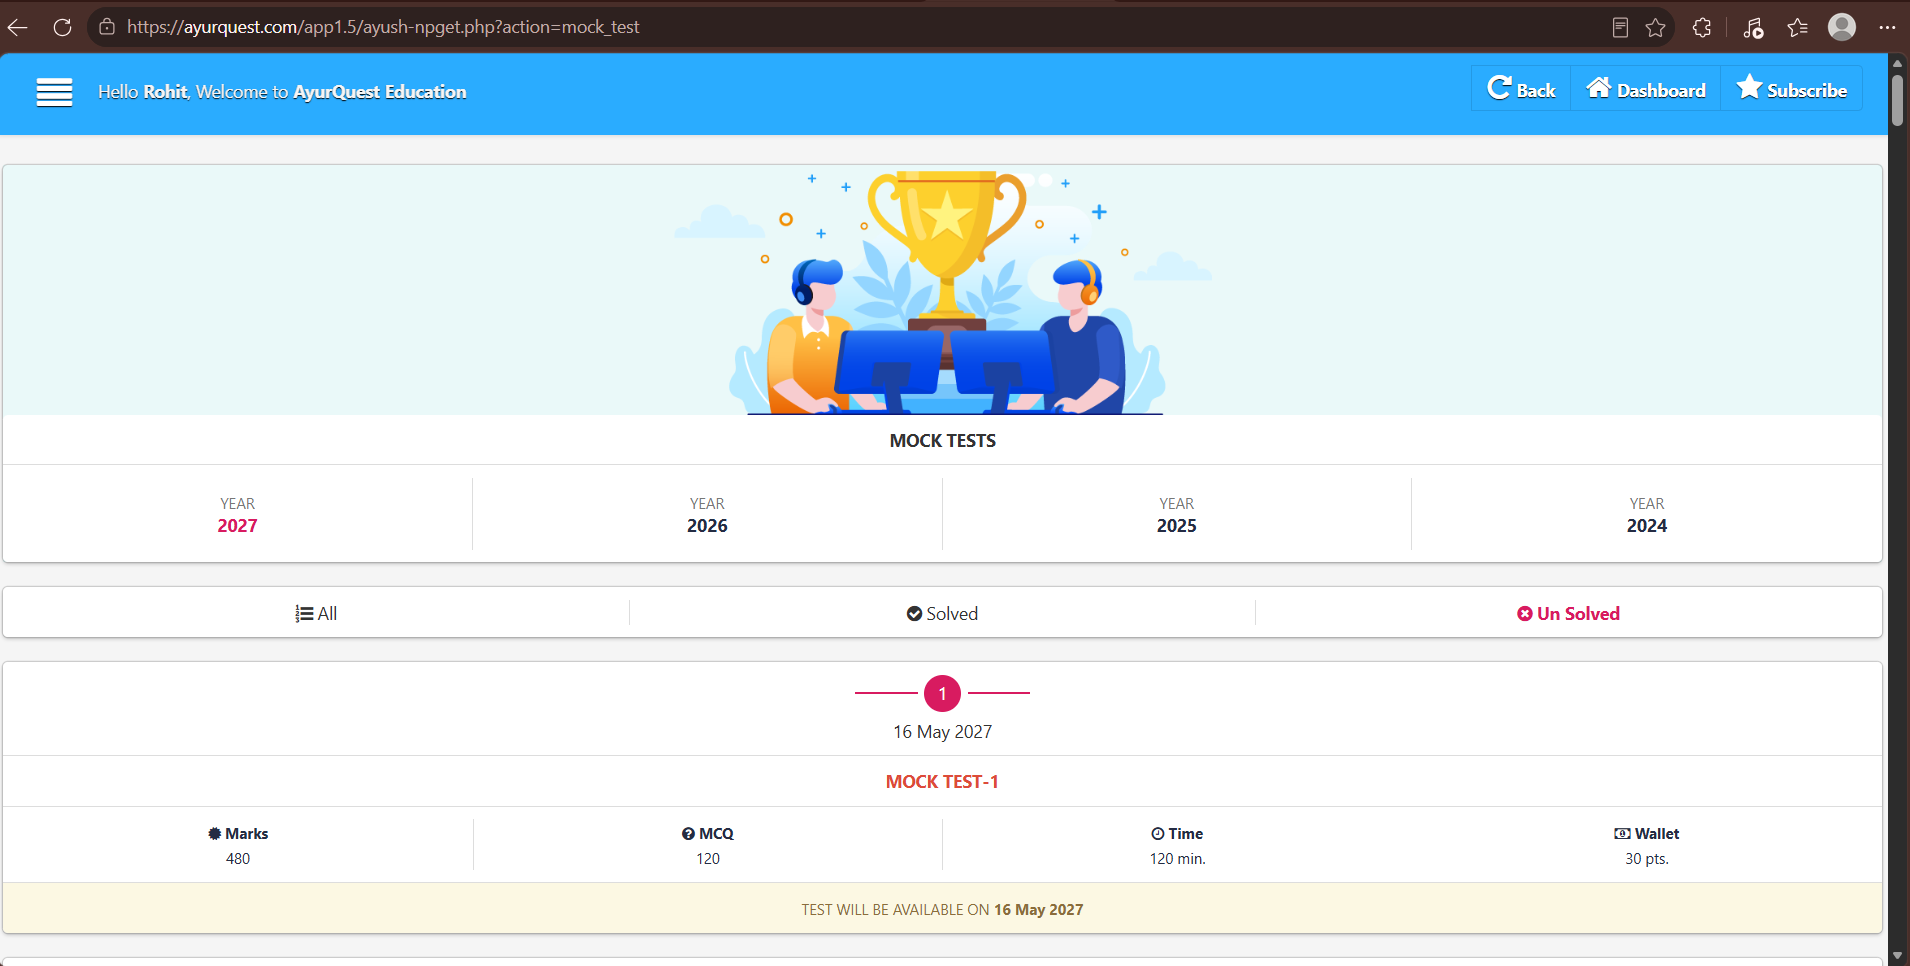 https://ayurquest.com/app1.5/ayush-npget.php?action=mock_test
Hello Rohit, Welcome to AyurQuest Education
Back
Dashboard
Subscribe
MOCK TESTS
YEAR
2027
YEAR
2026
YEAR
2025
YEAR
2024
All
Solved
Un Solved
1
16 May 2027
MOCK TEST-1
Marks
480
MCQ
120
Time
120 min.
Wallet
30 pts.
TEST WILL BE AVAILABLE ON 16 May 2027